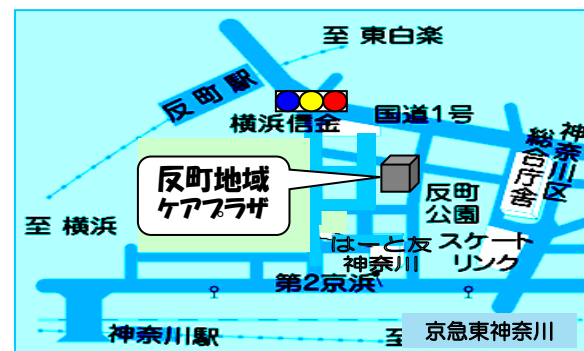 至 東白楽
反町駅
国道1号
横浜信金
神奈川区
総合庁舎
反町地域
ケアプラザ
反町
公園
至 横浜
はーと友
神奈川
スケート
リンク
第2京浜
神奈川駅
至
京急東神奈川